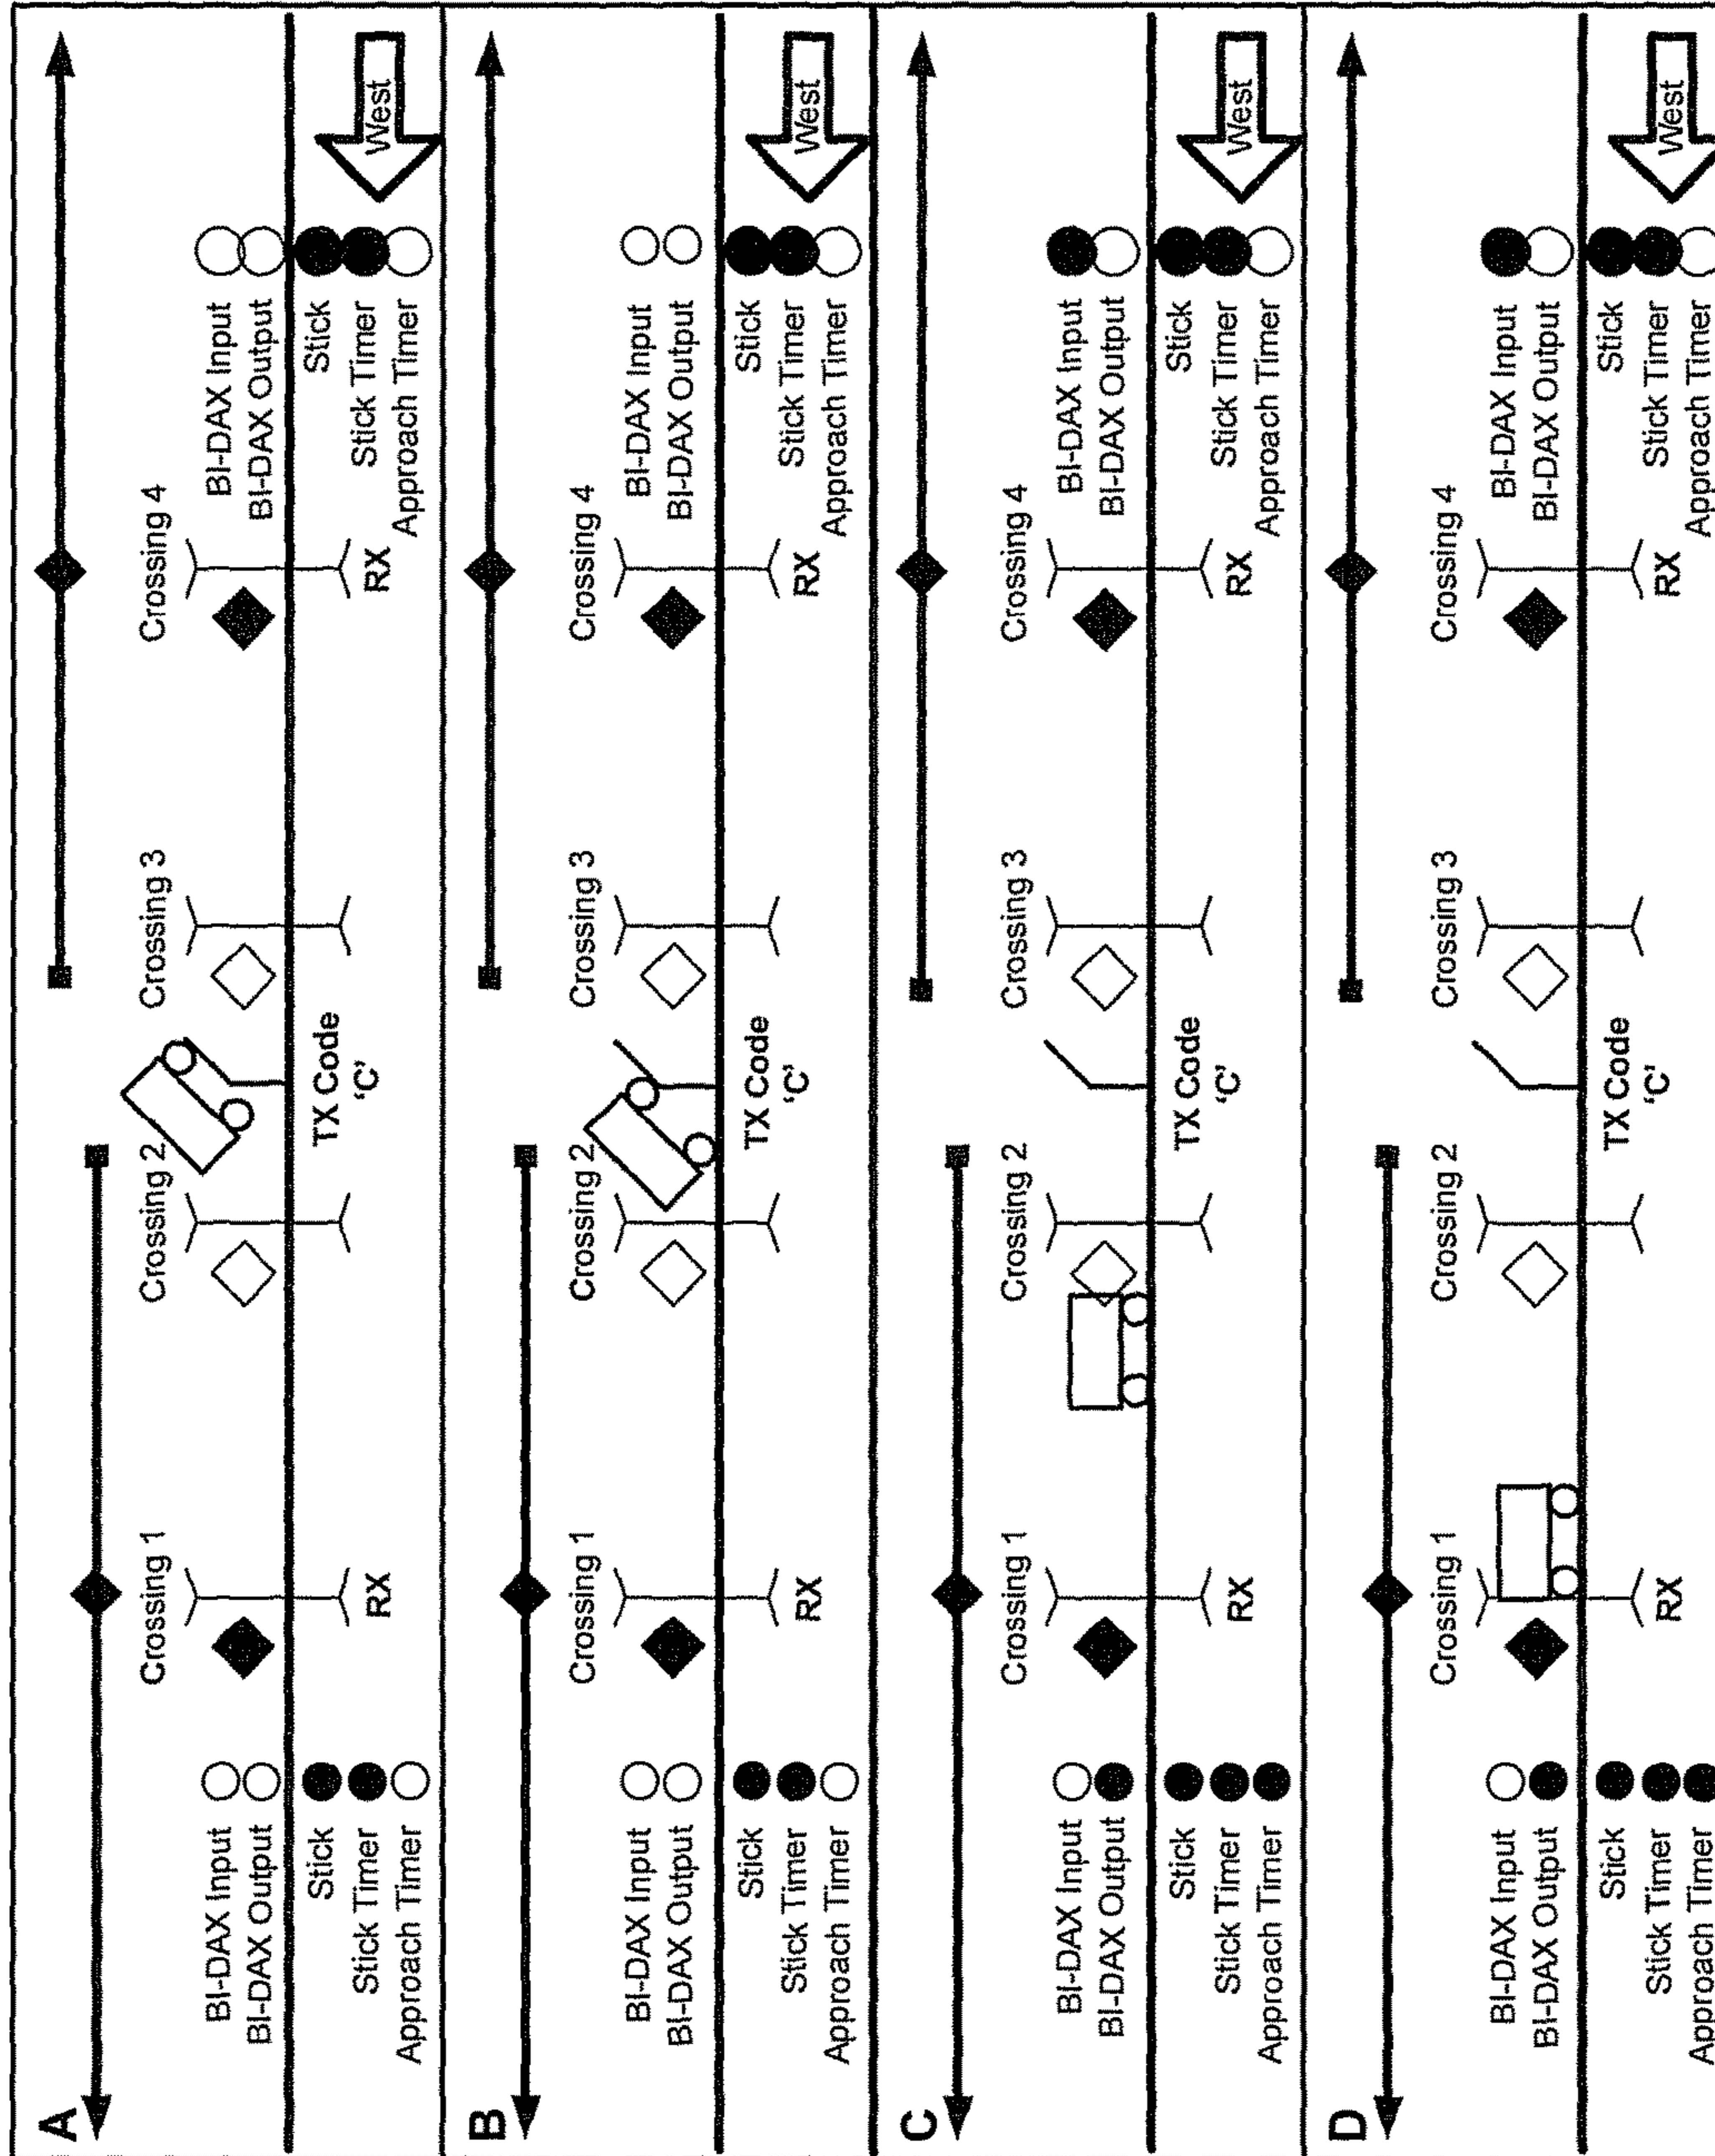 A
Crossing 1
Crossing 2
Crossing 3
Crossing 4
BI-DAX Input
BI-DAX Output
BI-DAX Input
BI-DAX Output
Stick
Stick Timer
Approach Timer
RX
TX Code
'C'
RX
Stick
Stick Timer
Approach Timer
West
B
Crossing 1
Crossing 2
Crossing 3
Crossing 4
BI-DAX Input
BI-DAX Output
BI-DAX Input
BI-DAX Output
Stick
Stick Timer
Approach Timer
RX
TX Code
'C'
RX
Stick
Stick Timer
Approach Timer
West
C
Crossing 1
Crossing 2
Crossing 3
Crossing 4
BI-DAX Input
BI-DAX Output
BI-DAX Input
BI-DAX Output
Stick
Stick Timer
Approach Timer
RX
TX Code
'C'
RX
Stick
Stick Timer
Approach Timer
West
D
Crossing 1
Crossing 2
Crossing 3
Crossing 4
BI-DAX Input
BI-DAX Output
BI-DAX Input
BI-DAX Output
Stick
Stick Timer
Approach Timer
RX
TX Code
'C'
RX
Stick
Stick Timer
Approach Timer
West